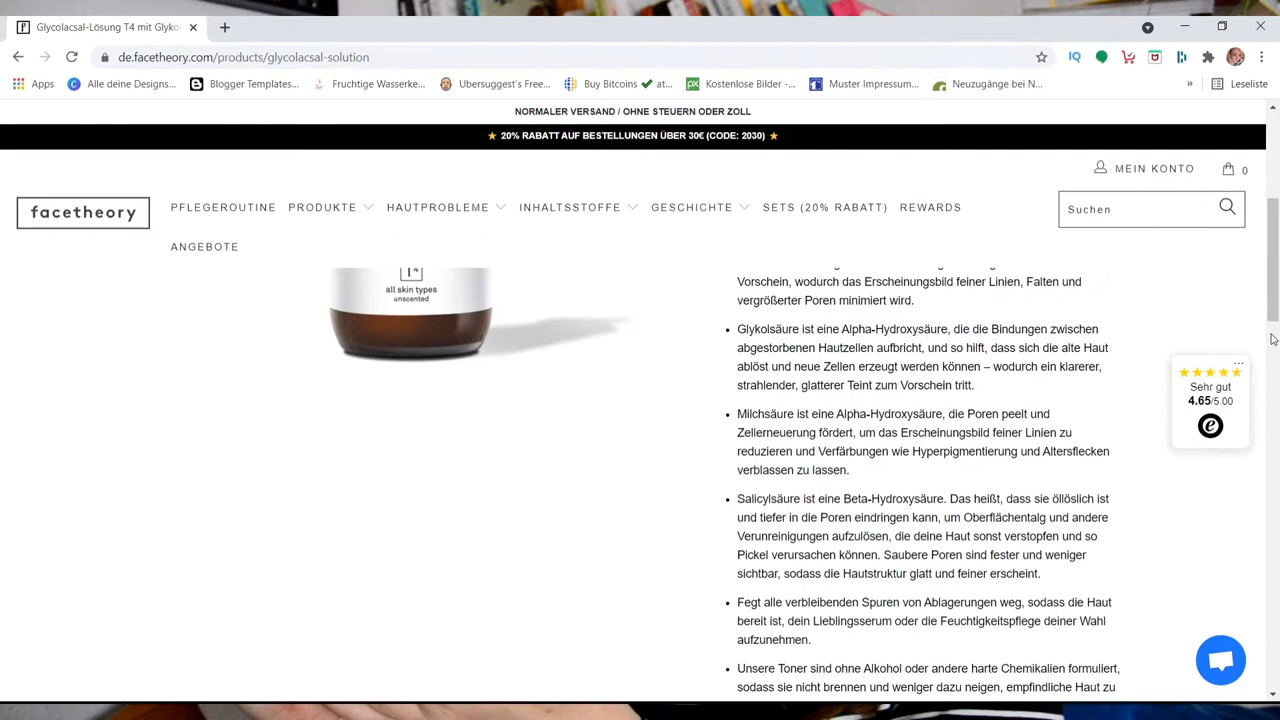 Glycolacsal-Lösung T4 mit Glyko
de.facetheory.com/products/glycolacsal-solution
Apps
Alle deine Designs...
Blogger Templates...
Fruchtige Wasserke...
Ubersuggest's Free...
Buy Bitcoins ✔ at...
Kostenlose Bilder -...
Muster Impressum...
Neuzugänge bei N...
»
Leseliste
NORMALER VERSAND / OHNE STEUERN ODER ZOLL
★ 20% RABATT AUF BESTELLUNGEN ÜBER 30€ (CODE: 2030) ★
MEIN KONTO
0
facetheory
PFLEGEROUTINE
PRODUKTE
HAUTPROBLEME
INHALTSSTOFFE
GESCHICHTE
SETS (20% RABATT)
REWARDS
ANGEBOTE
Suchen
all skin types
unscented
Vorschein, wodurch das Erscheinungsbild feiner Linien, Falten und
vergrößerter Poren minimiert wird.
• Glykolsäure ist eine Alpha-Hydroxysäure, die die Bindungen zwischen
abgestorbenen Hautzellen aufbricht, und so hilft, dass sich die alte Haut
ablöst und neue Zellen erzeugt werden können – wodurch ein klarerer,
strahlender, glatterer Teint zum Vorschein tritt.
• Milchsäure ist eine Alpha-Hydroxysäure, die Poren peelt und
Zellerneuerung fördert, um das Erscheinungsbild feiner Linien zu
reduzieren und Verfärbungen wie Hyperpigmentierung und Altersflecken
verblassen zu lassen.
• Salicylsäure ist eine Beta-Hydroxysäure. Das heißt, dass sie öllöslich ist
und tiefer in die Poren eindringen kann, um Oberflächentalg und andere
Verunreinigungen aufzulösen, die deine Haut sonst verstopfen und so
Pickel verursachen können. Saubere Poren sind fester und weniger
sichtbar, sodass die Hautstruktur glatt und feiner erscheint.
• Fegt alle verbleibenden Spuren von Ablagerungen weg, sodass die Haut
bereit ist, dein Lieblingsserum oder die Feuchtigkeitspflege deiner Wahl
aufzunehmen.
• Unsere Toner sind ohne Alkohol oder andere harte Chemikalien formuliert,
sodass sie nicht brennen und weniger dazu neigen, empfindliche Haut zu
Sehr gut
4.65/5.00